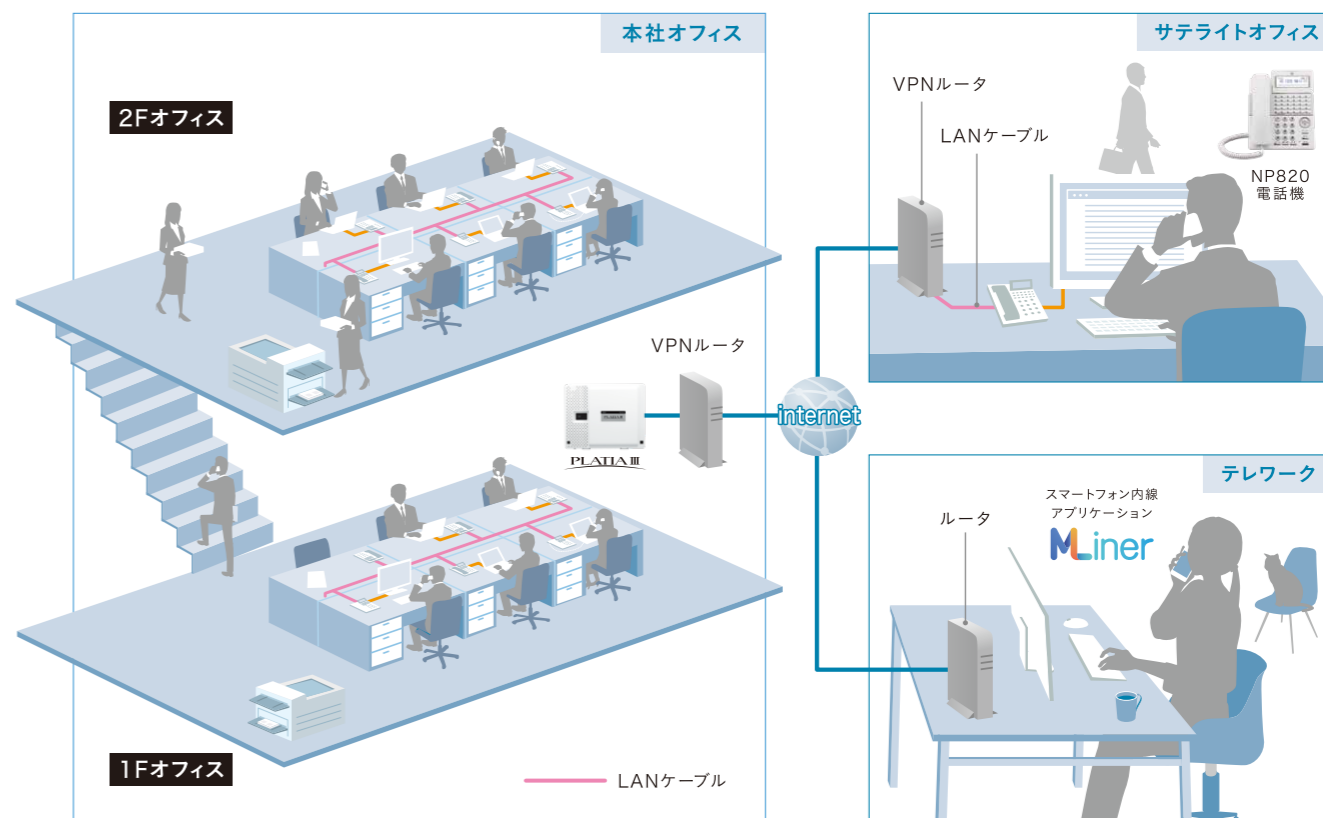 本社オフィス
2Fオフィス
VPNルータ
PLATIA III
internet
1Fオフィス
LANケーブル
サテライトオフィス
VPNルータ
LANケーブル
NP820
電話機
テレワーク
スマートフォン内線
アプリケーション
MLiner
ルータ